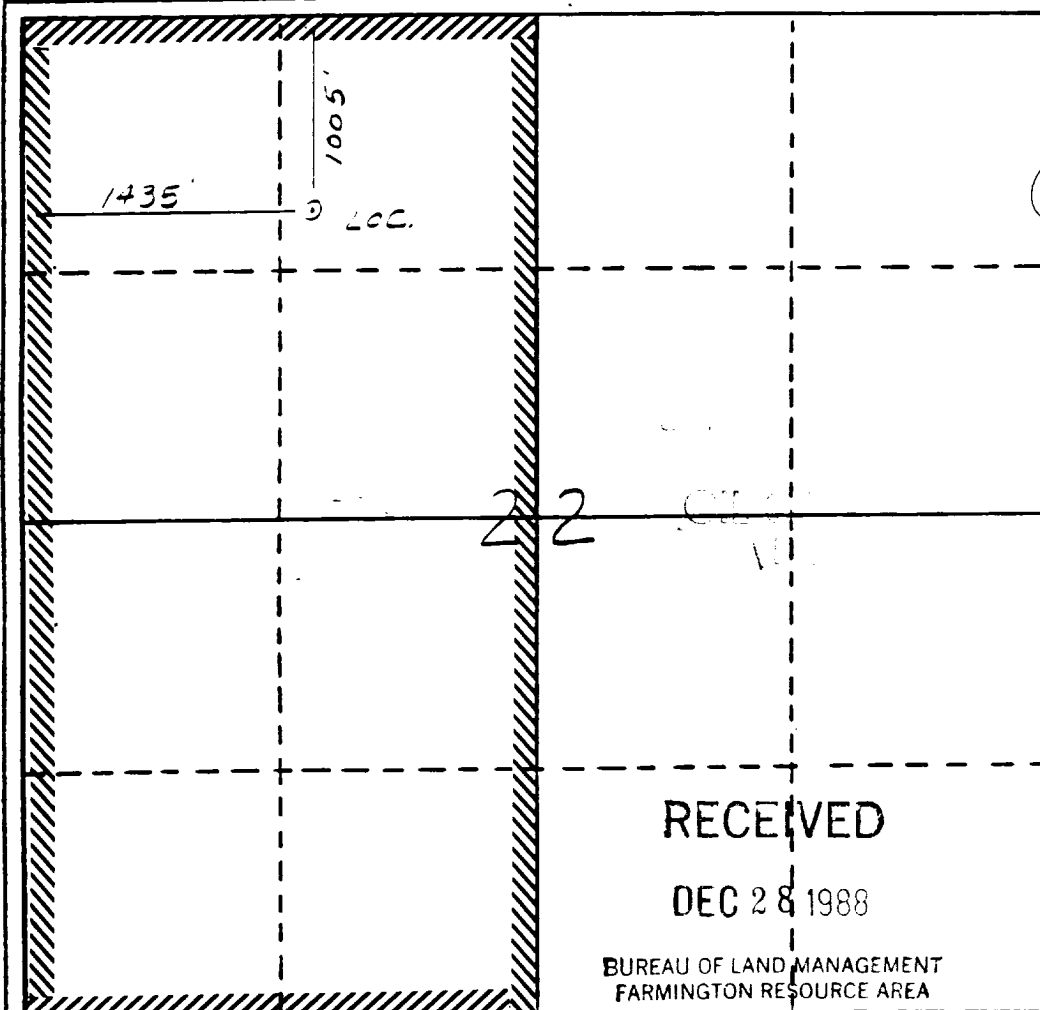 1005'
1435'
LOC.
22
RECEIVED
DEC 28 1988
BUREAU OF LAND MANAGEMENT
FARMINGTON RESOURCE AREA